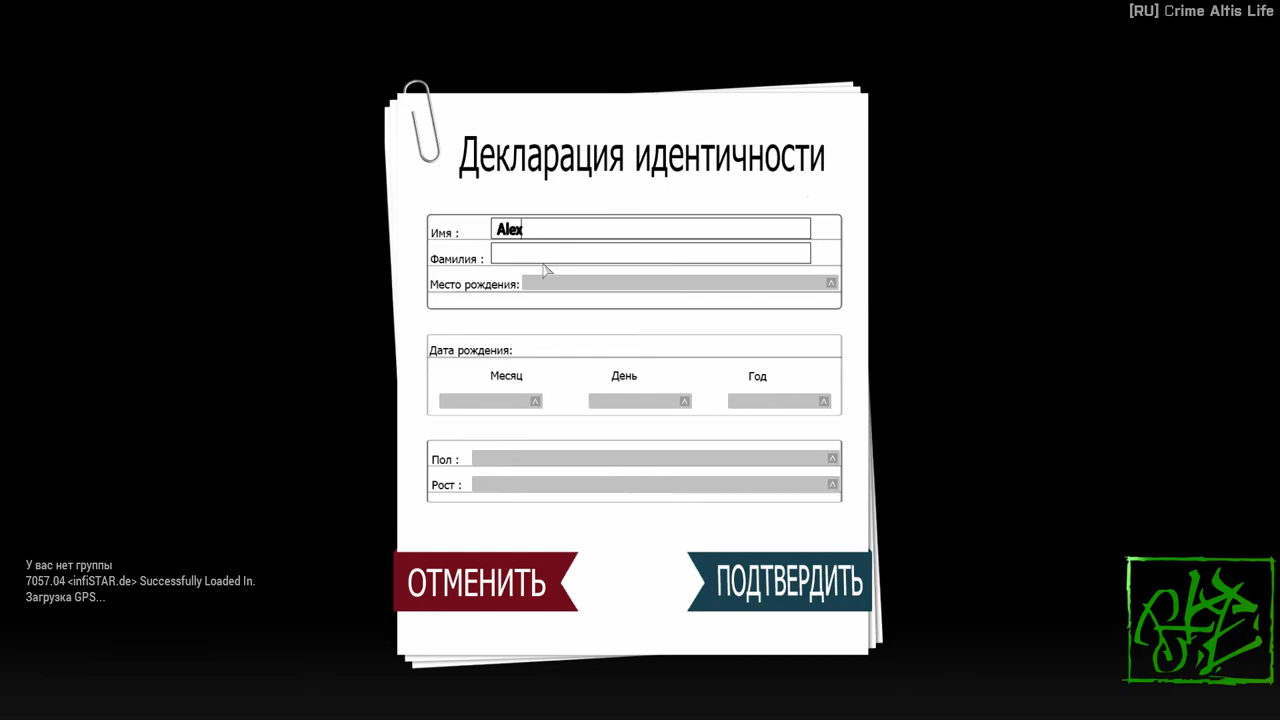 [RU] Crime Altis Life
Декларация идентичности
Имя : Alex
Фамилия :
Место рождения:
Дата рождения:
Месяц День Год
Пол :
Рост :
ОТМЕНИТЬ ПОДТВЕРДИТЬ
У вас нет группы
7057.04 <infiSTAR.de> Successfully Loaded In.
Загрузка GPS...